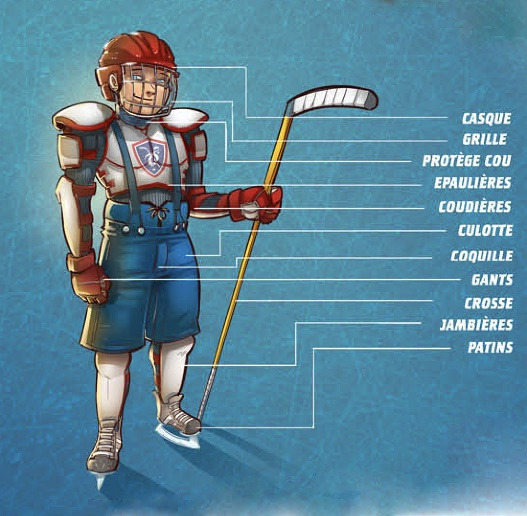 CASQUE
GRILLE
PROTÈGE COU
EPAULIÈRES
COUDIÈRES
CULOTTE
COQUILLE
GANTS
CROSSE
JAMBIÈRES
PATINS